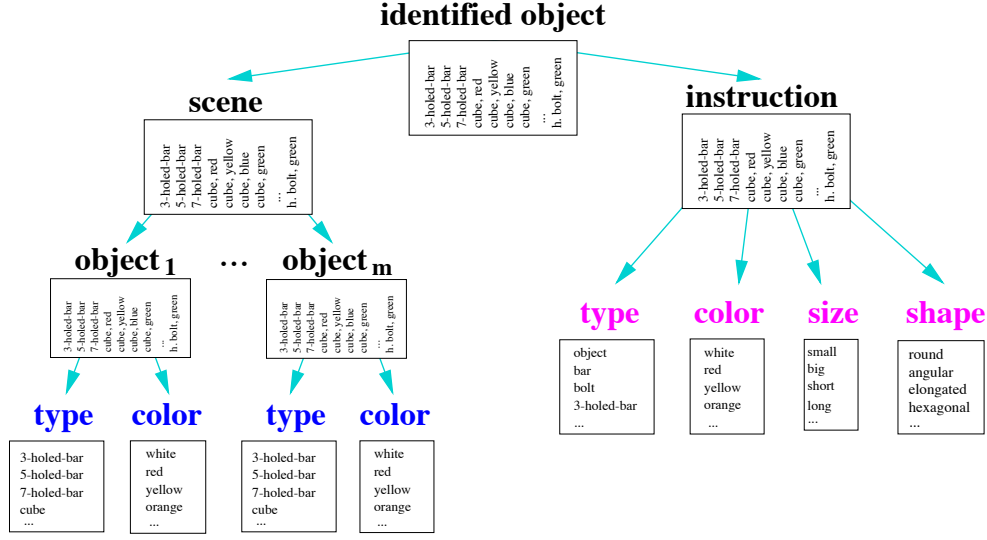 identified object
3-holed-bar
5-holed-bar
7-holed-bar
cube, red
cube, yellow
cube, blue
cube, green
...
h. bolt, green
scene
3-holed-bar
5-holed-bar
7-holed-bar
cube, red
cube, yellow
cube, blue
cube, green
...
h. bolt, green
instruction
3-holed-bar
5-holed-bar
7-holed-bar
cube, red
cube, yellow
cube, blue
cube, green
...
h. bolt, green
object 1
...
object m
3-holed-bar
5-holed-bar
7-holed-bar
cube, red
cube, yellow
cube, blue
cube, green
...
h. bolt, green
3-holed-bar
5-holed-bar
7-holed-bar
cube, red
cube, yellow
cube, blue
cube, green
...
h. bolt, green
type
color
size
shape
object
bar
bolt
3-holed-bar
...
white
red
yellow
orange
...
small
big
short
long
...
round
angular
elongated
hexagonal
...
type
color
type
color
3-holed-bar
5-holed-bar
7-holed-bar
cube
...
white
red
yellow
orange
...
3-holed-bar
5-holed-bar
7-holed-bar
cube
...
white
red
yellow
orange
...